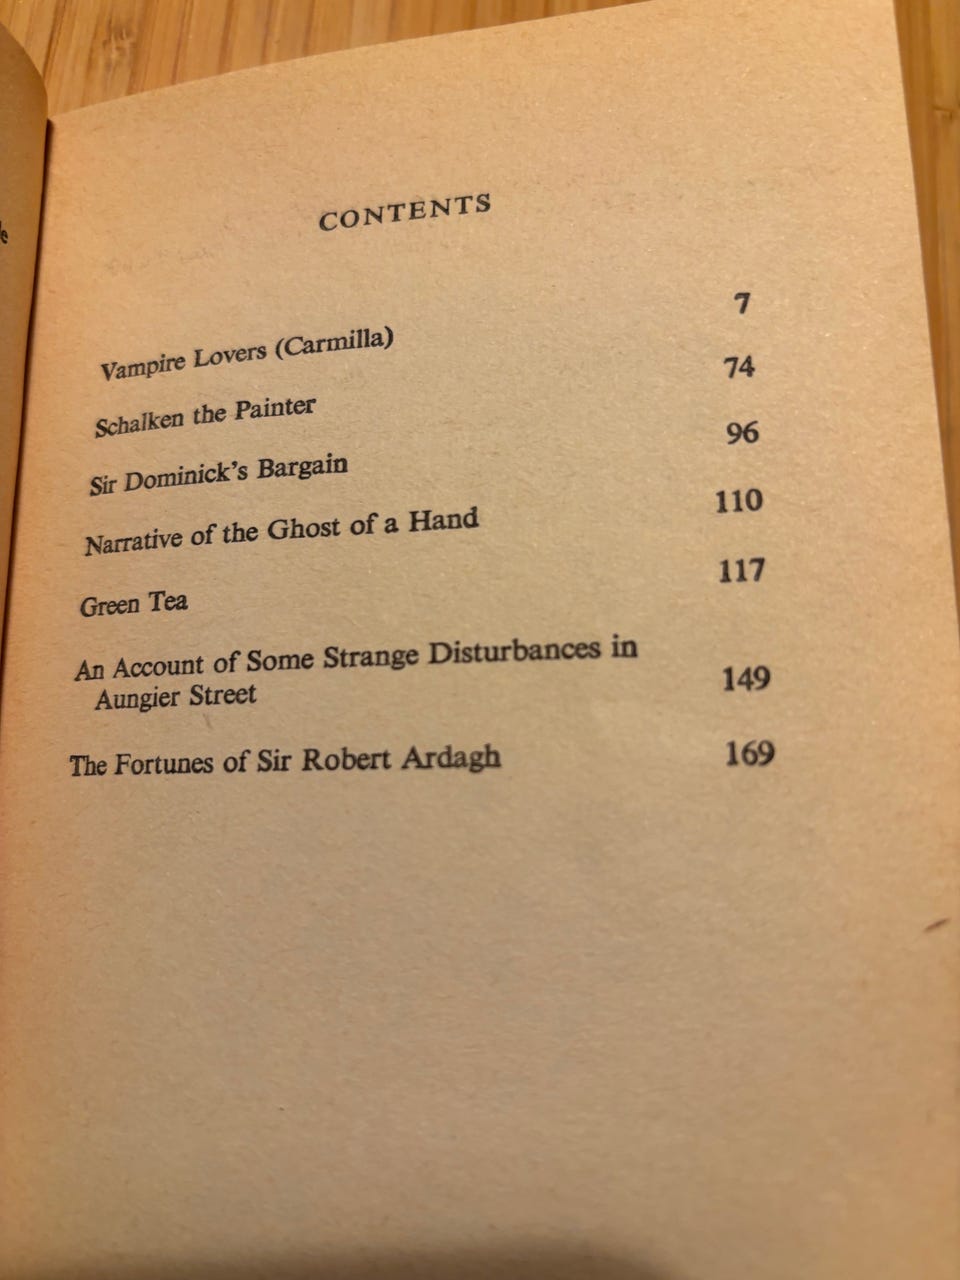 CONTENTS
Vampire Lovers (Carmilla) 7
Schalken the Painter 74
Sir Dominick's Bargain 96
Narrative of the Ghost of a Hand 110
Green Tea 117
An Account of Some Strange Disturbances in
Aungier Street 149
The Fortunes of Sir Robert Ardagh 169